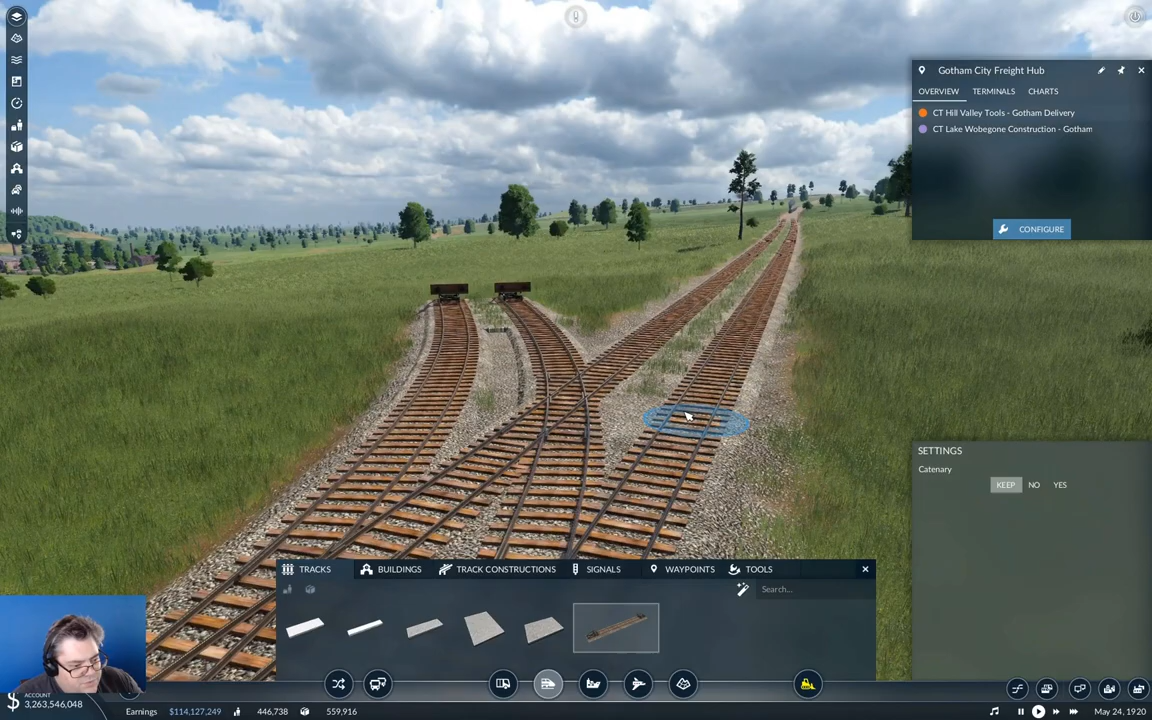 Gotham City Freight Hub
OVERVIEW TERMINALS CHARTS
CT Hill Valley Tools - Gotham Delivery
CT Lake Wobegone Construction - Gotham
CONFIGURE
SETTINGS
Catenary
KEEP NO YES
TRACKS BUILDINGS TRACK CONSTRUCTIONS SIGNALS WAYPOINTS TOOLS
Search...
ACCOUNT
$ 3,263,546,048
Earnings $114,127,249 446,738 559,916
May 24, 1920